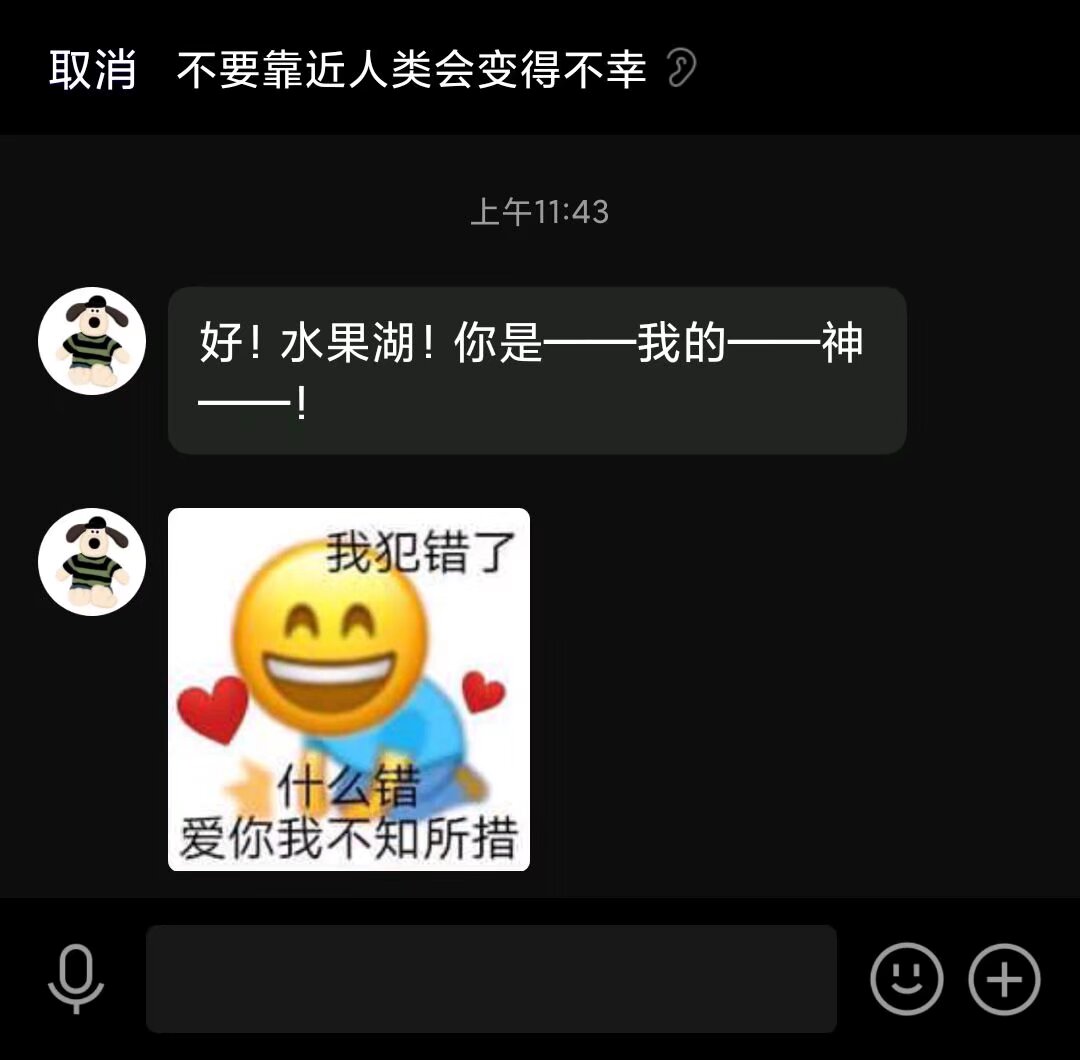 取消 不要靠近人类会变得不幸
上午11:43
好！水果湖！你是——我的——神
——！
我犯错了
什么错
爱你我不知所措